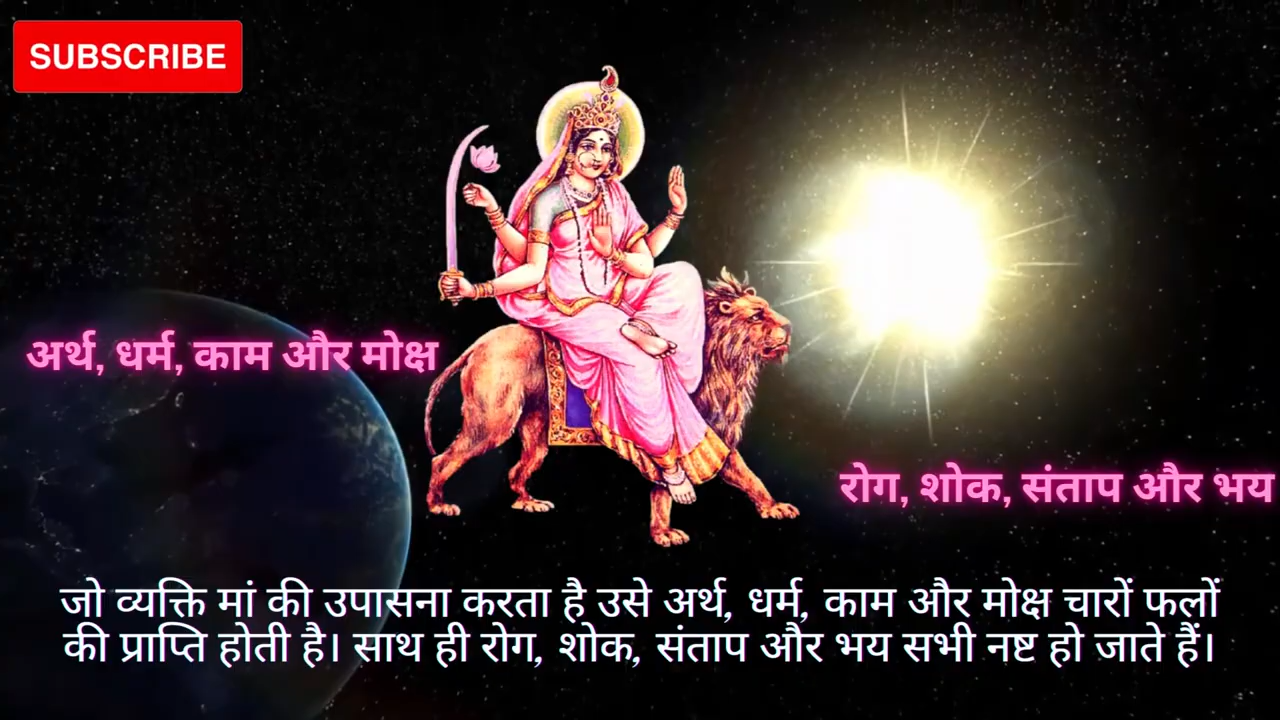 SUBSCRIBE
अर्थ, धर्म, काम और मोक्ष
रोग, शोक, संताप और भय
जो व्यक्ति मां की उपासना करता है उसे अर्थ, धर्म, काम और मोक्ष चारों फलों
की प्राप्ति होती है। साथ ही रोग, शोक, संताप और भय सभी नष्ट हो जाते हैं।